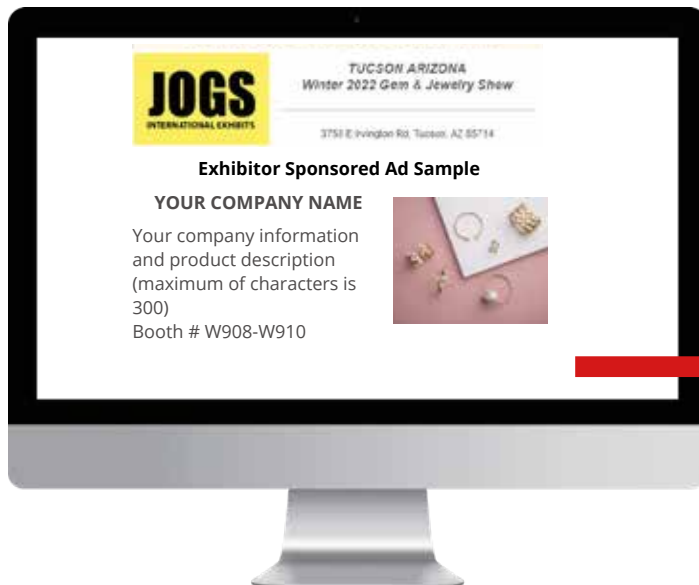 JOGS
INTERNATIONAL EXHIBITS
TUCSON ARIZONA
Winter 2022 Gem & Jewelry Show
3750 E Irvington Rd, Tucson, AZ 85714
Exhibitor Sponsored Ad Sample
YOUR COMPANY NAME
Your company information
and product description
(maximum of characters is
300)
Booth # W908-W910